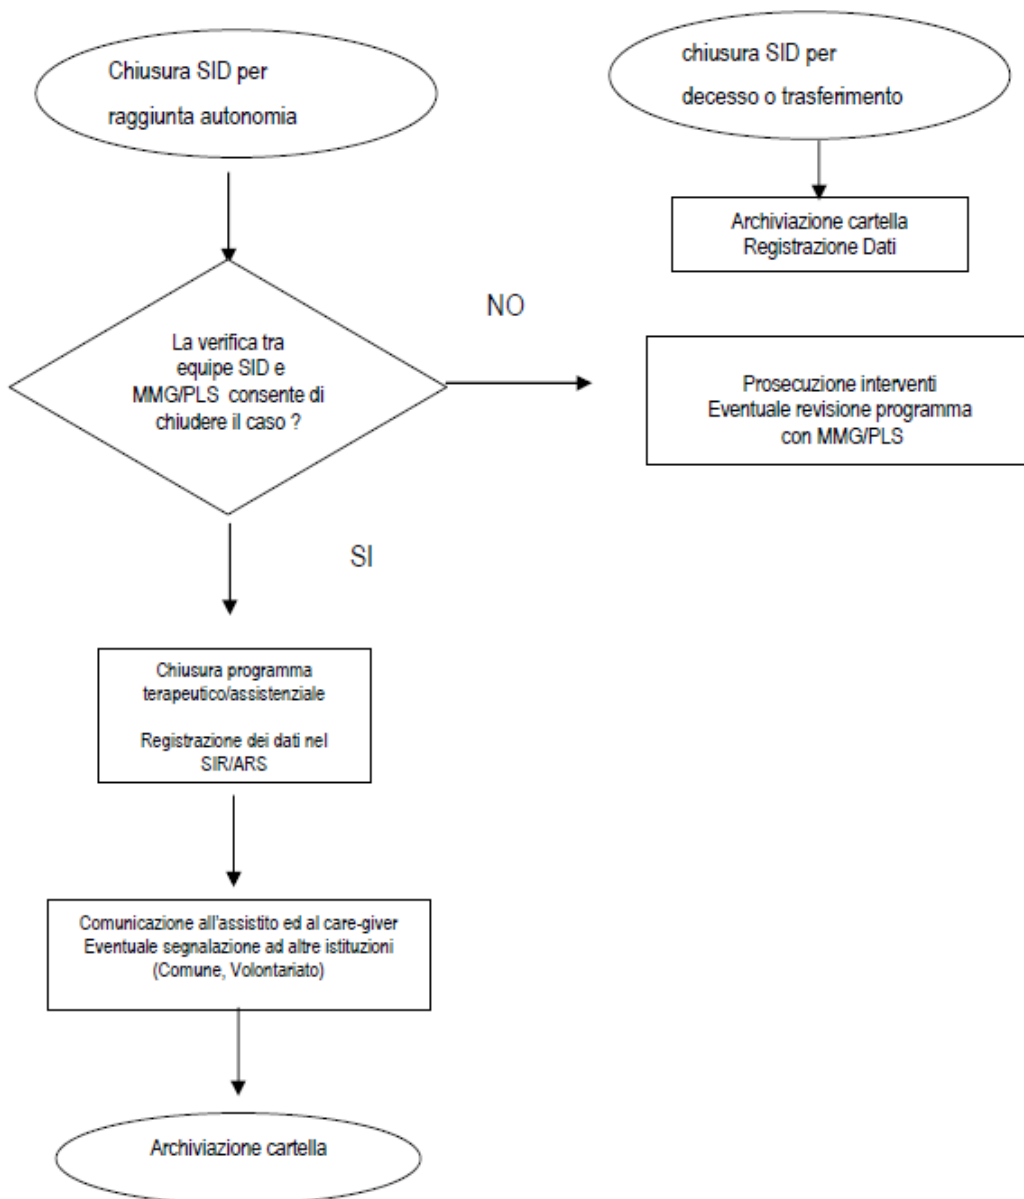 Chiusura SID per
raggiunta autonomia
chiusura SID per
decesso o trasferimento
Archiviazione cartella
Registrazione Dati
La verifica tra
equipe SID e
MMG/PLS consente di
chiudere il caso ?
NO
Prosecuzione interventi
Eventuale revisione programma
con MMG/PLS
SI
Chiusura programma
terapeutico/assistenziale
Registrazione dei dati nel
SIR/ARS
Comunicazione all'assistito ed al care-giver
Eventuale segnalazione ad altre istituzioni
(Comune, Volontariato)
Archiviazione cartella